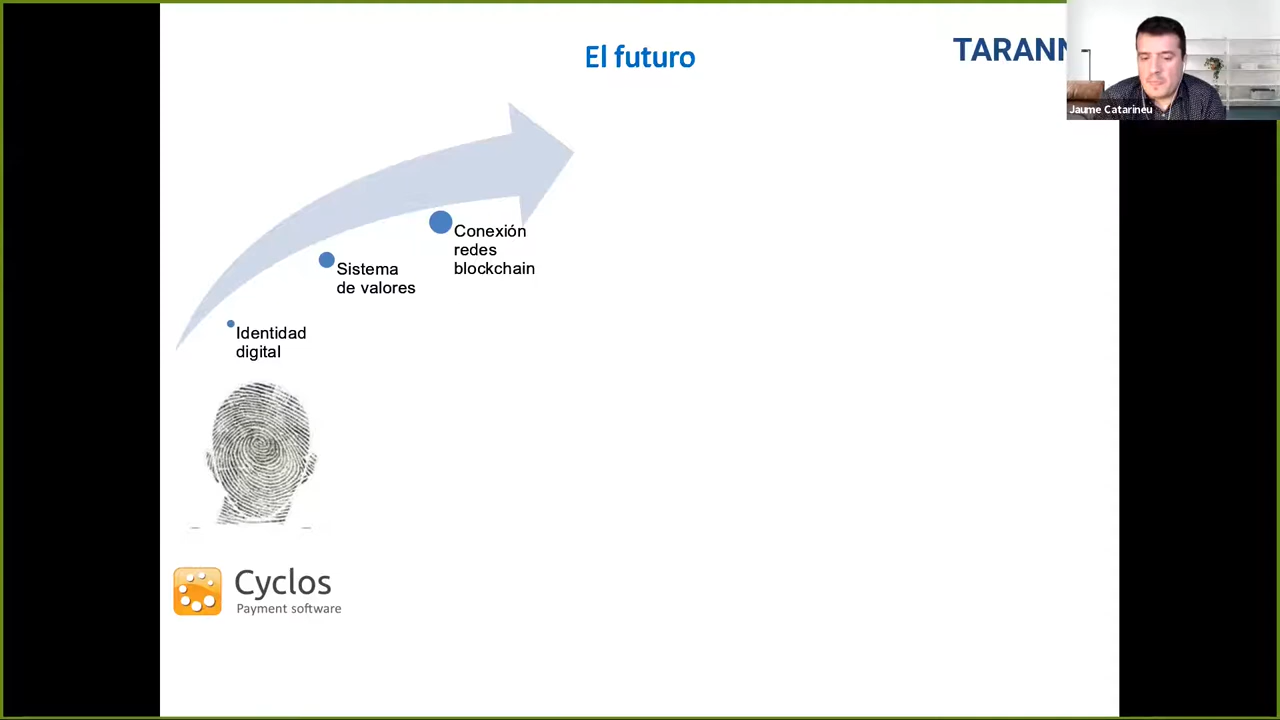 El futuro
TARANN
Jaume Catarineu
Conexión
redes
blockchain
Sistema
de valores
Identidad
digital
Cyclos
Payment software